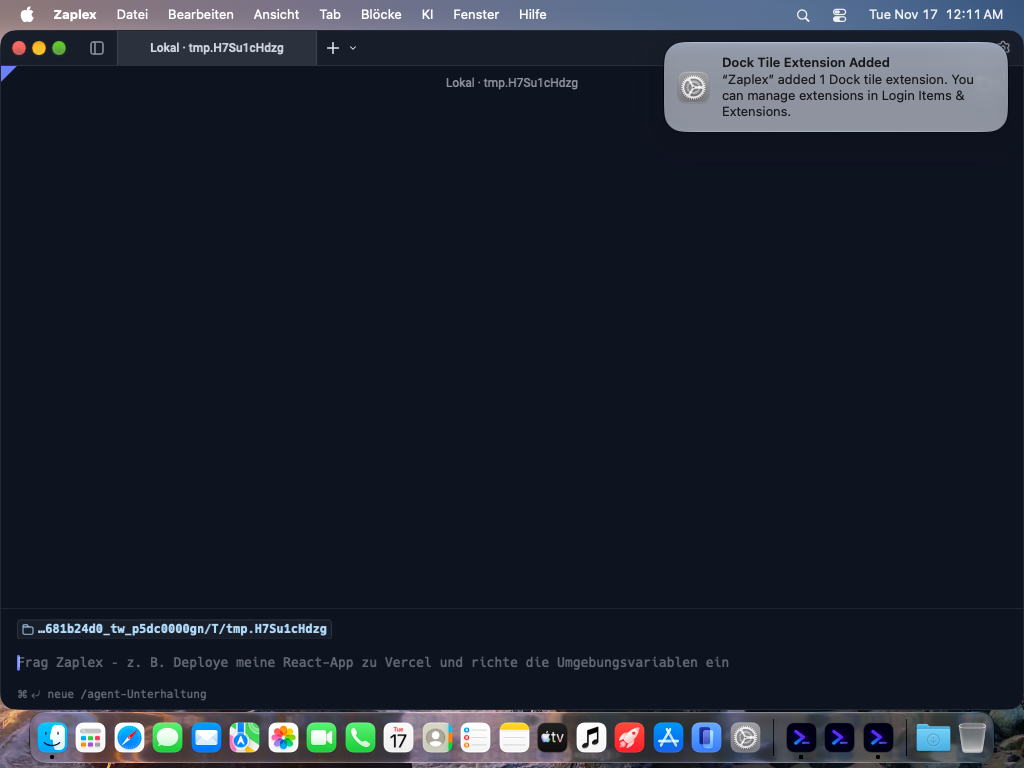 Zaplex Datei Bearbeiten Ansicht Tab Blöcke KI Fenster Hilfe Tue Nov 17 12:11 AM
Lokal · tmp.H7Su1cHdzg
Lokal · tmp.H7Su1cHdzg
Dock Tile Extension Added
“Zaplex” added 1 Dock tile extension. You
can manage extensions in Login Items &
Extensions.
…681b24d0_tw_p5dc0000gn/T/tmp.H7Su1cHdzg
Frag Zaplex - z. B. Deploye meine React-App zu Vercel und richte die Umgebungsvariablen ein
⌘⏎ neue /agent-Unterhaltung
Tue
17
tv